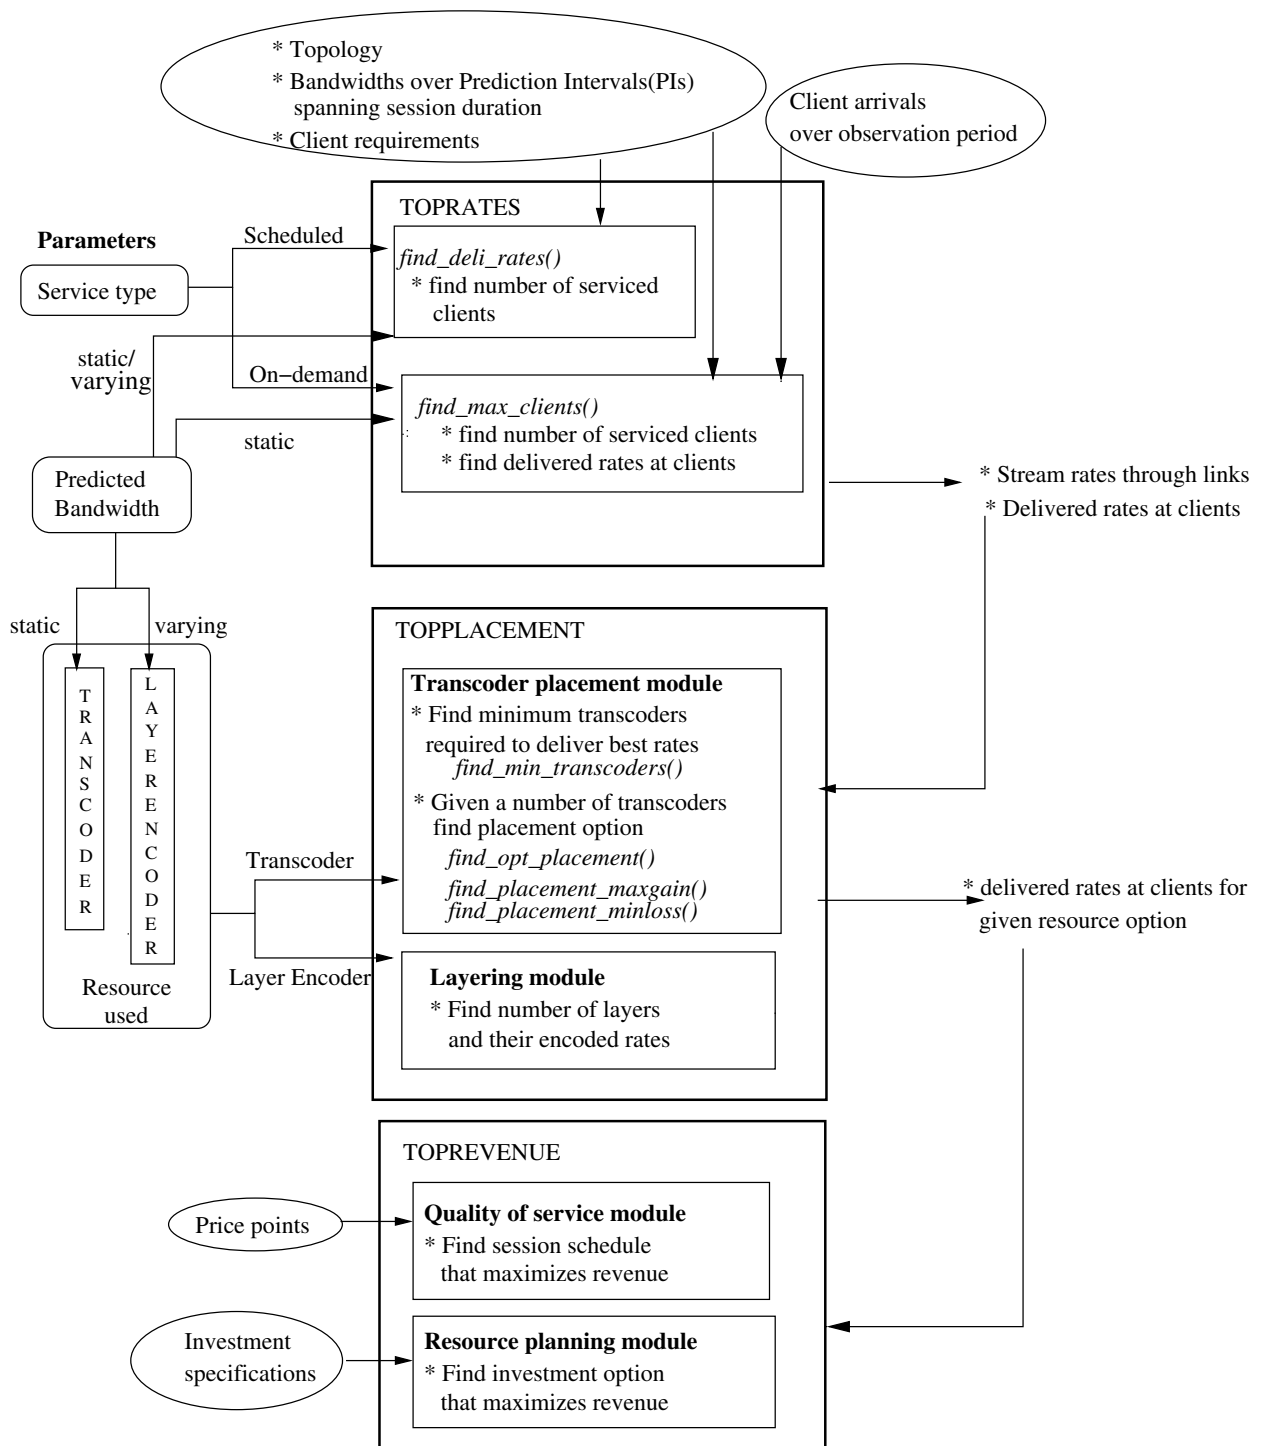 * Topology
* Bandwidths over Prediction Intervals(PIs)
spanning session duration
* Client requirements
Client arrivals
over observation period
TOPRATES
Parameters
Scheduled
Service type
find_deli_rates()
* find number of serviced
clients
static/
varying
On−demand
find_max_clients()
* find number of serviced clients
* find delivered rates at clients
static
Predicted
Bandwidth
* Stream rates through links
* Delivered rates at clients
static
varying
TRANSCODER
LAYERENCODER
Resource
used
TOPPLACEMENT
Transcoder placement module
* Find minimum transcoders
required to deliver best rates
find_min_transcoders()
* Given a number of transcoders
find placement option
find_opt_placement()
find_placement_maxgain()
find_placement_minloss()
Transcoder
Layer Encoder
Layering module
* Find number of layers
and their encoded rates
* delivered rates at clients for
given resource option
TOPREVENUE
Price points
Quality of service module
* Find session schedule
that maximizes revenue
Investment
specifications
Resource planning module
* Find investment option
that maximizes revenue